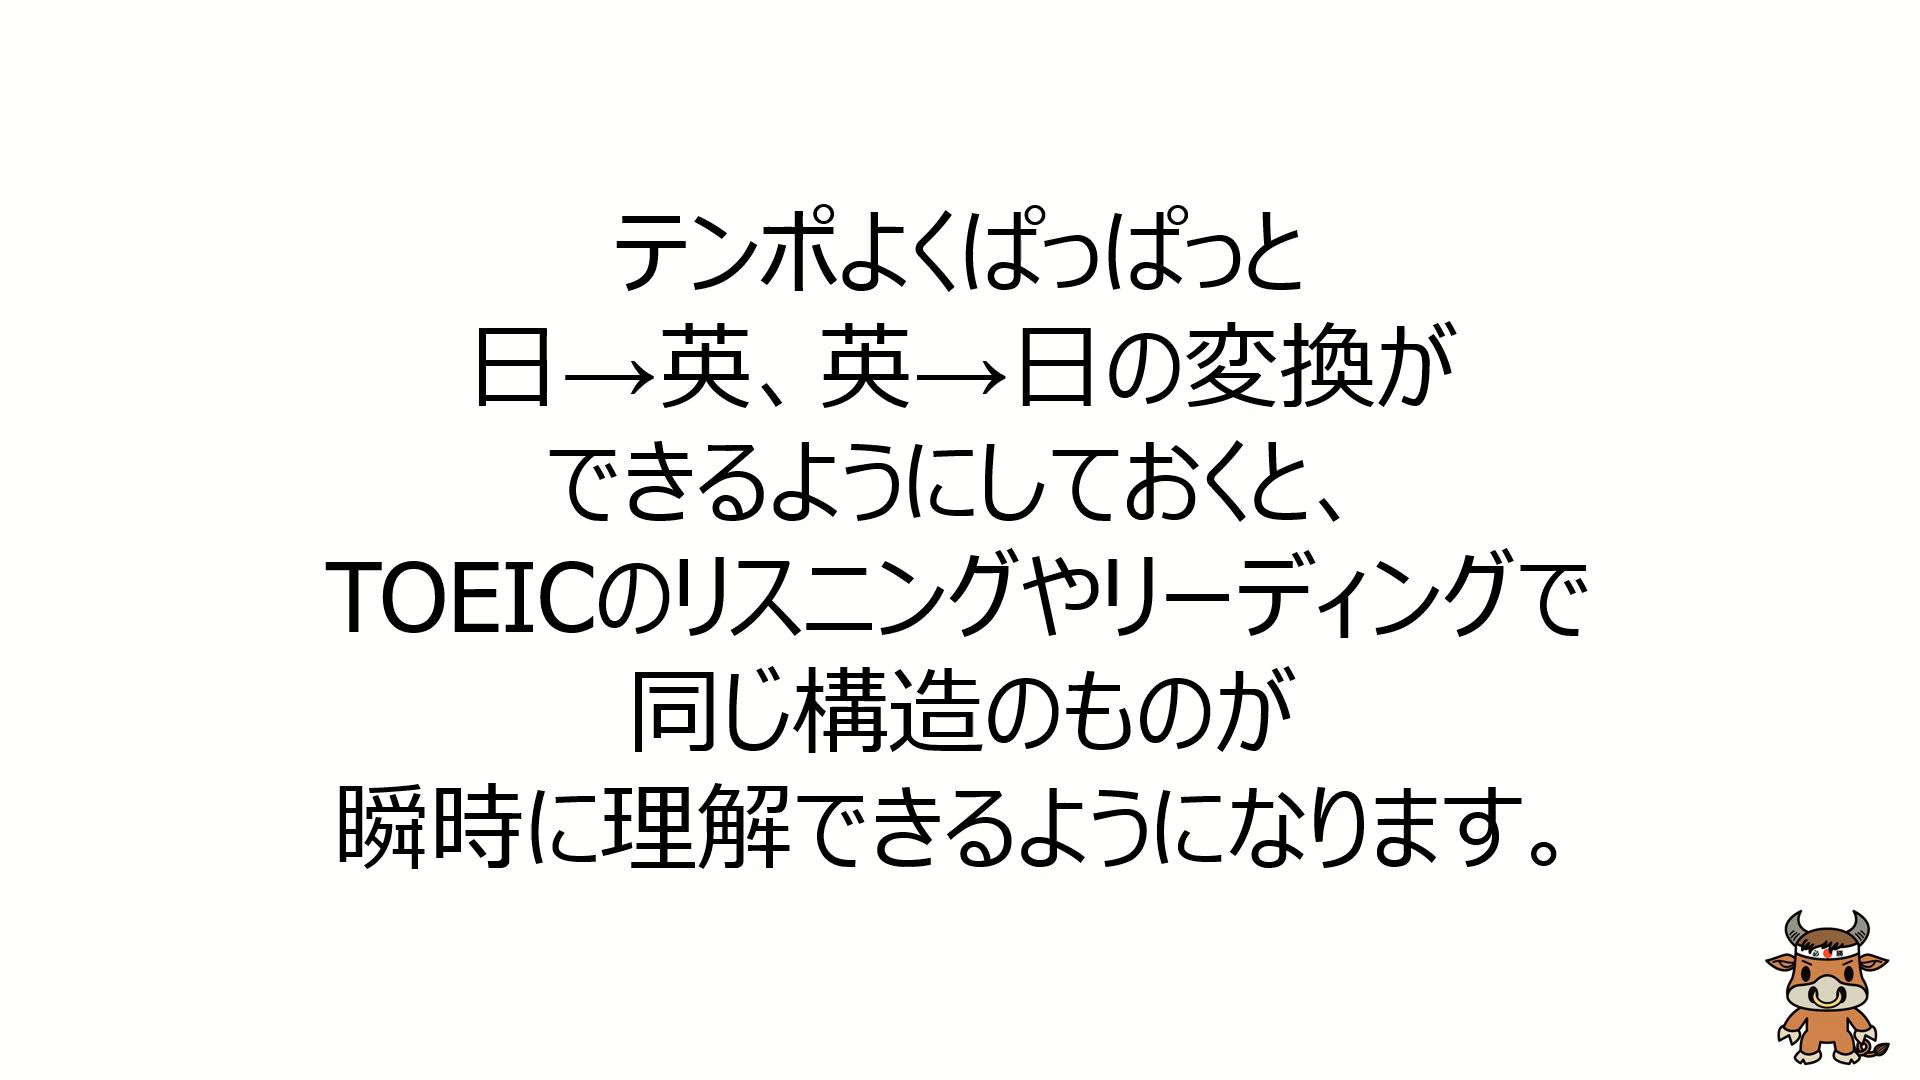 テンポよくぱっぱっと
日→英、英→日の変換が
できるようにしておくと、
TOEICのリスニングやリーディングで
同じ構造のものが
瞬時に理解できるようになります。
必勝